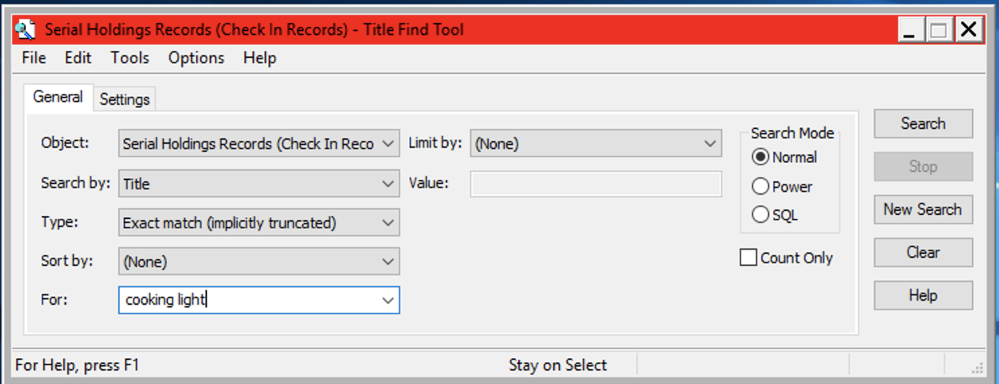 Serial Holdings Records (Check In Records) - Title Find Tool
File Edit Tools Options Help
General Settings
Object: Serial Holdings Records (Check In Reco Limit by: (None)
Search by: Title Value:
Type: Exact match (implicitly truncated)
Sort by: (None)
For: cooking light
Search Mode
Normal
Power
SQL
Count Only
Search
Stop
New Search
Clear
Help
For Help, press F1 Stay on Select